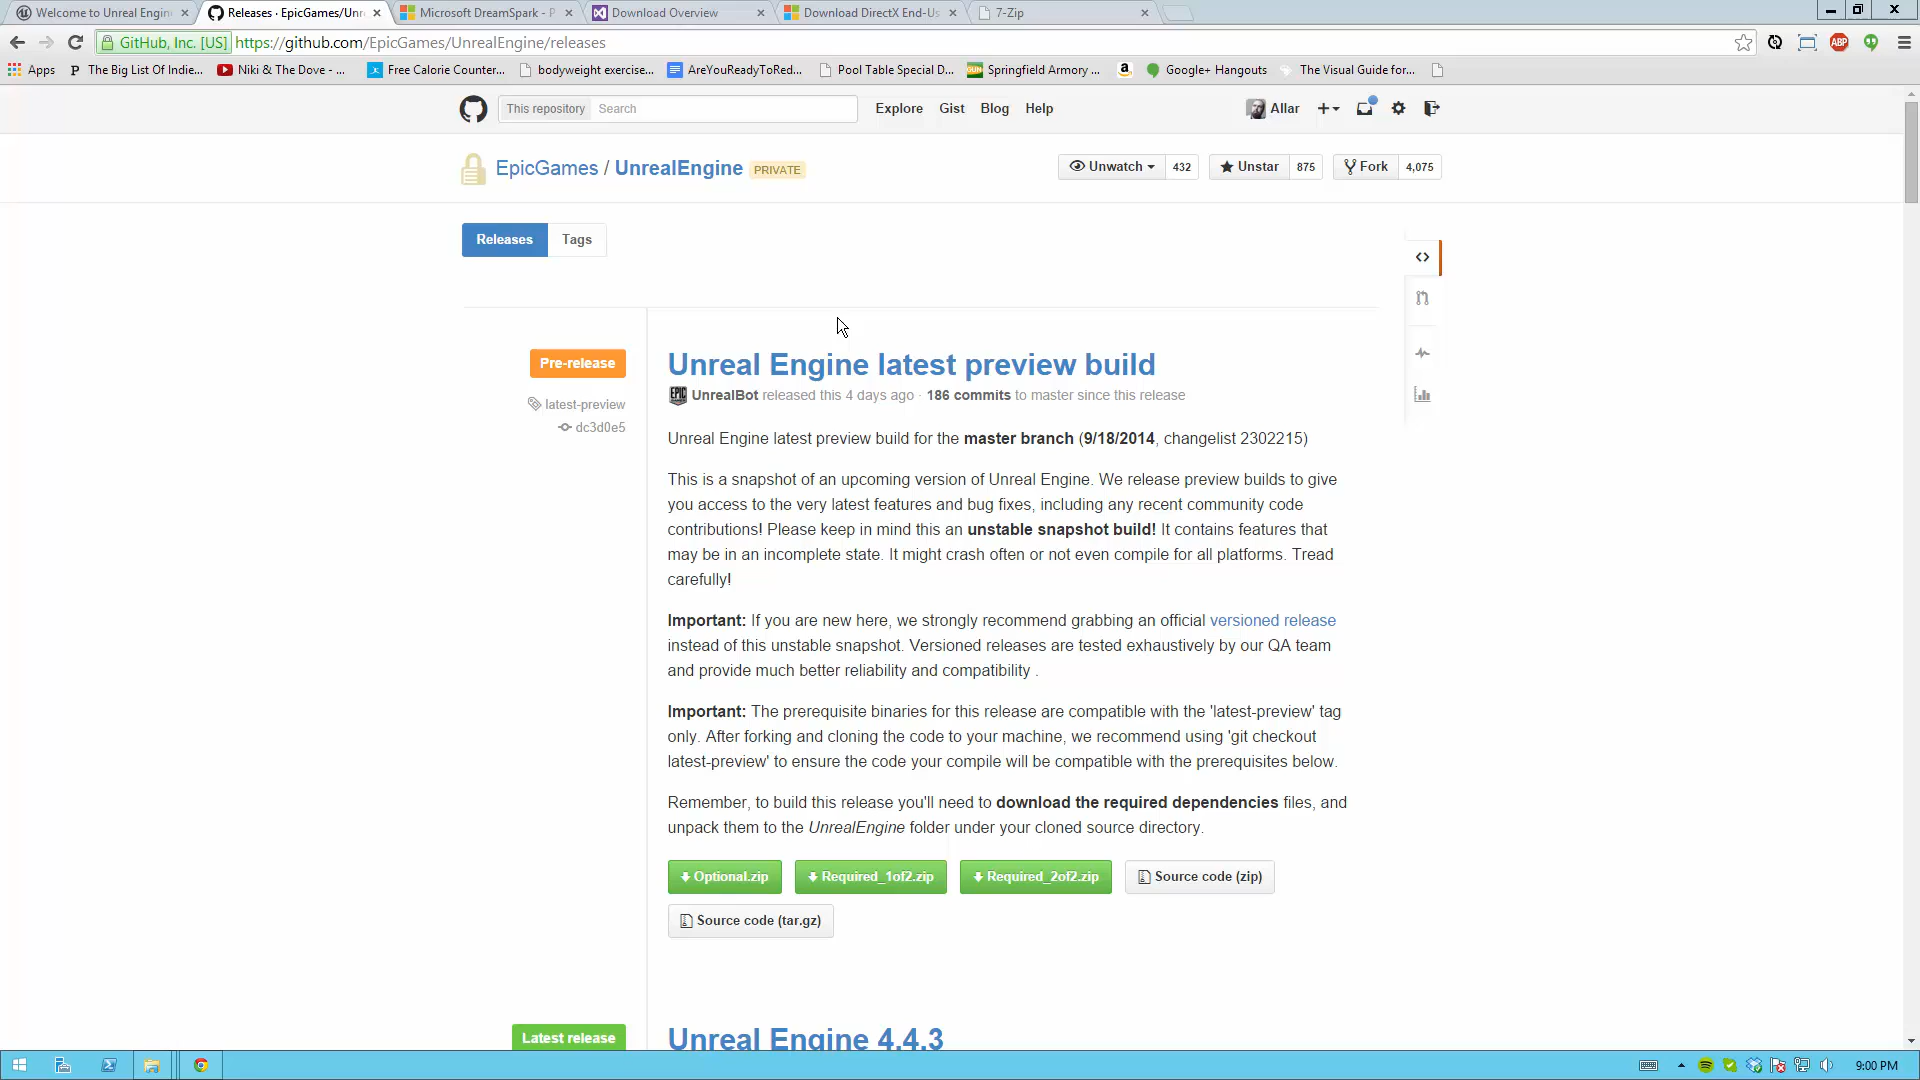 Welcome to Unreal Engin
Releases · EpicGames/Unr
Microsoft DreamSpark - P
Download Overview
Download DirectX End-Us
7-Zip
GitHub, Inc. [US] https://github.com/EpicGames/UnrealEngine/releases
ABP
Apps
P The Big List Of Indie...
Niki & The Dove - ...
Free Calorie Counter...
bodyweight exercise...
AreYouReadyToRed...
Pool Table Special D...
Springfield Armory ...
a
Google+ Hangouts
The Visual Guide for...
This repository Search
Explore Gist Blog Help
Allar
EpicGames / UnrealEngine PRIVATE
Unwatch 432
Unstar 875
Fork 4,075
Releases Tags
Pre-release
latest-preview
dc3d0e5
Unreal Engine latest preview build
UnrealBot released this 4 days ago · 186 commits to master since this release
Unreal Engine latest preview build for the master branch (9/18/2014, changelist 2302215)
This is a snapshot of an upcoming version of Unreal Engine. We release preview builds to give
you access to the very latest features and bug fixes, including any recent community code
contributions! Please keep in mind this an unstable snapshot build! It contains features that
may be in an incomplete state. It might crash often or not even compile for all platforms. Tread
carefully!
Important: If you are new here, we strongly recommend grabbing an official versioned release
instead of this unstable snapshot. Versioned releases are tested exhaustively by our QA team
and provide much better reliability and compatibility .
Important: The prerequisite binaries for this release are compatible with the 'latest-preview' tag
only. After forking and cloning the code to your machine, we recommend using 'git checkout
latest-preview' to ensure the code your compile will be compatible with the prerequisites below.
Remember, to build this release you'll need to download the required dependencies files, and
unpack them to the UnrealEngine folder under your cloned source directory.
Optional.zip
Required_1of2.zip
Required_2of2.zip
Source code (zip)
Source code (tar.gz)
Latest release
Unreal Engine 4.4.3
9:00 PM